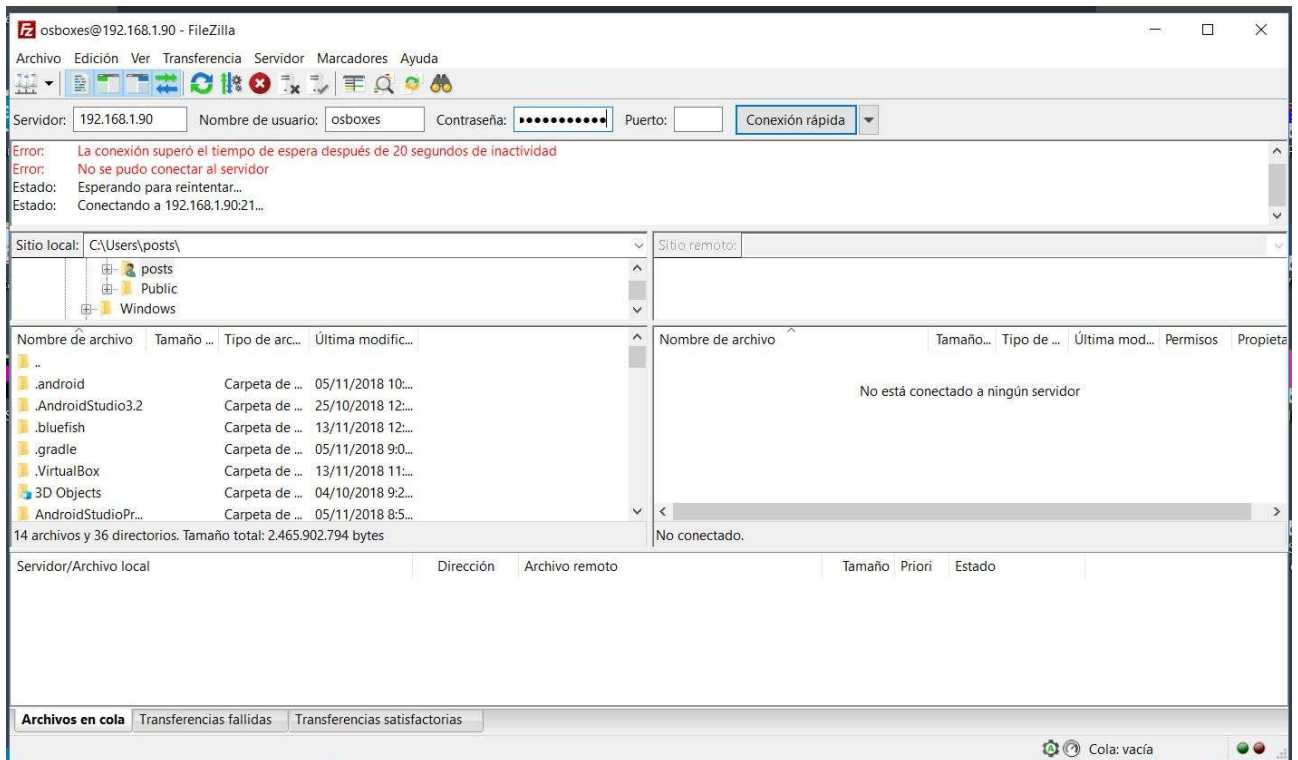 osboxes@192.168.1.90 - FileZilla
Archivo Edición Ver Transferencia Servidor Marcadores Ayuda
Servidor: 192.168.1.90 Nombre de usuario: osboxes Contraseña: ●●●●●●●●●●● Puerto: Conexión rápida
Error: La conexión superó el tiempo de espera después de 20 segundos de inactividad
Error: No se pudo conectar al servidor
Estado: Esperando para reintentar...
Estado: Conectando a 192.168.1.90:21...
Sitio local: C:\Users\posts\ Sitio remoto:
posts
Public
Windows
Nombre de archivo Tamaño ... Tipo de arc... Última modific... Nombre de archivo Tamaño... Tipo de ... Última mod... Permisos Propieta
..
.android Carpeta de ... 05/11/2018 10:...
No está conectado a ningún servidor
.AndroidStudio3.2 Carpeta de ... 25/10/2018 12:...
.bluefish Carpeta de ... 13/11/2018 12:...
.gradle Carpeta de ... 05/11/2018 9:0...
.VirtualBox Carpeta de ... 13/11/2018 11:...
3D Objects Carpeta de ... 04/10/2018 9:2...
AndroidStudioPr... Carpeta de ... 05/11/2018 8:5...
14 archivos y 36 directorios. Tamaño total: 2.465.902.794 bytes No conectado.
Servidor/Archivo local Dirección Archivo remoto Tamaño Priori Estado
Archivos en cola Transferencias fallidas Transferencias satisfactorias
Cola: vacía